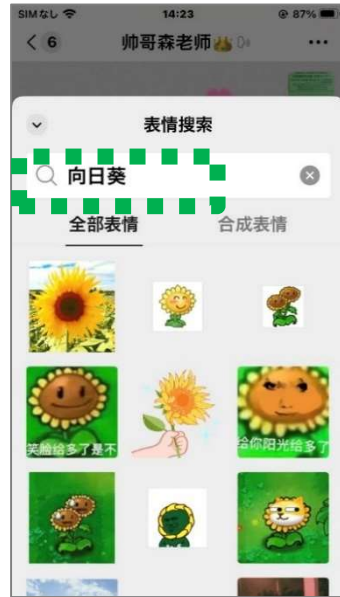 SIMなし 14:23 87%
6 帅哥森老师👑
表情搜索
向日葵
全部表情 合成表情
笑脸给多了是不
给你阳光给多了